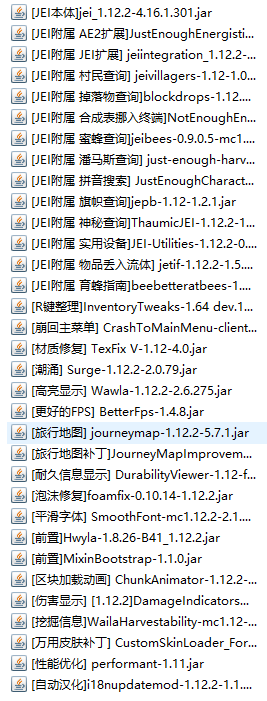 [JEI本体]jei_1.12.2-4.16.1.301.jar
[JEI附属 AE2扩展]JustEnoughEnergisti...
[JEI附属 JEI扩展] jeiintegration_1.12.2-...
[JEI附属 村民查询] jeivillagers-1.12-1.0...
[JEI附属 掉落物查询]blockdrops-1.12....
[JEI附属 合成表挪入终端]NotEnoughEn...
[JEI附属 蜜蜂查询]jeibees-0.9.0.5-mc1....
[JEI附属 潘马斯查询] just-enough-harv...
[JEI附属 拼音搜索] JustEnoughCharact...
[JEI附属 旗帜查询]jepb-1.12-1.2.1.jar
[JEI附属 神秘查询]ThaumicJEI-1.12.2-1...
[JEI附属 实用设备]JEI-Utilities-1.12.2-0....
[JEI附属 物品丢入流体] jetif-1.12.2-1.5....
[JEI附属 育蜂指南]beebetteratbees-1....
[R键整理]InventoryTweaks-1.64 dev.1...
[崩回主菜单] CrashToMainMenu-client...
[材质修复] TexFix V-1.12-4.0.jar
[潮涌] Surge-1.12.2-2.0.79.jar
[高亮显示] Wawla-1.12.2-2.6.275.jar
[更好的FPS] BetterFps-1.4.8.jar
[旅行地图] journeymap-1.12.2-5.7.1.jar
[旅行地图补丁]JourneyMapImprovem...
[耐久信息显示] DurabilityViewer-1.12-f...
[泡沫修复]foamfix-0.10.14-1.12.2.jar
[平滑字体] SmoothFont-mc1.12.2-2.1....
[前置]Hwyla-1.8.26-B41_1.12.2.jar
[前置]MixinBootstrap-1.1.0.jar
[区块加载动画] ChunkAnimator-1.12.2-...
[伤害显示] [1.12.2]DamageIndicators...
[挖掘信息]WailaHarvestability-mc1.12-...
[万用皮肤补丁] CustomSkinLoader_For...
[性能优化] performant-1.11.jar
[自动汉化]i18nupdatemod-1.12.2-1.1....